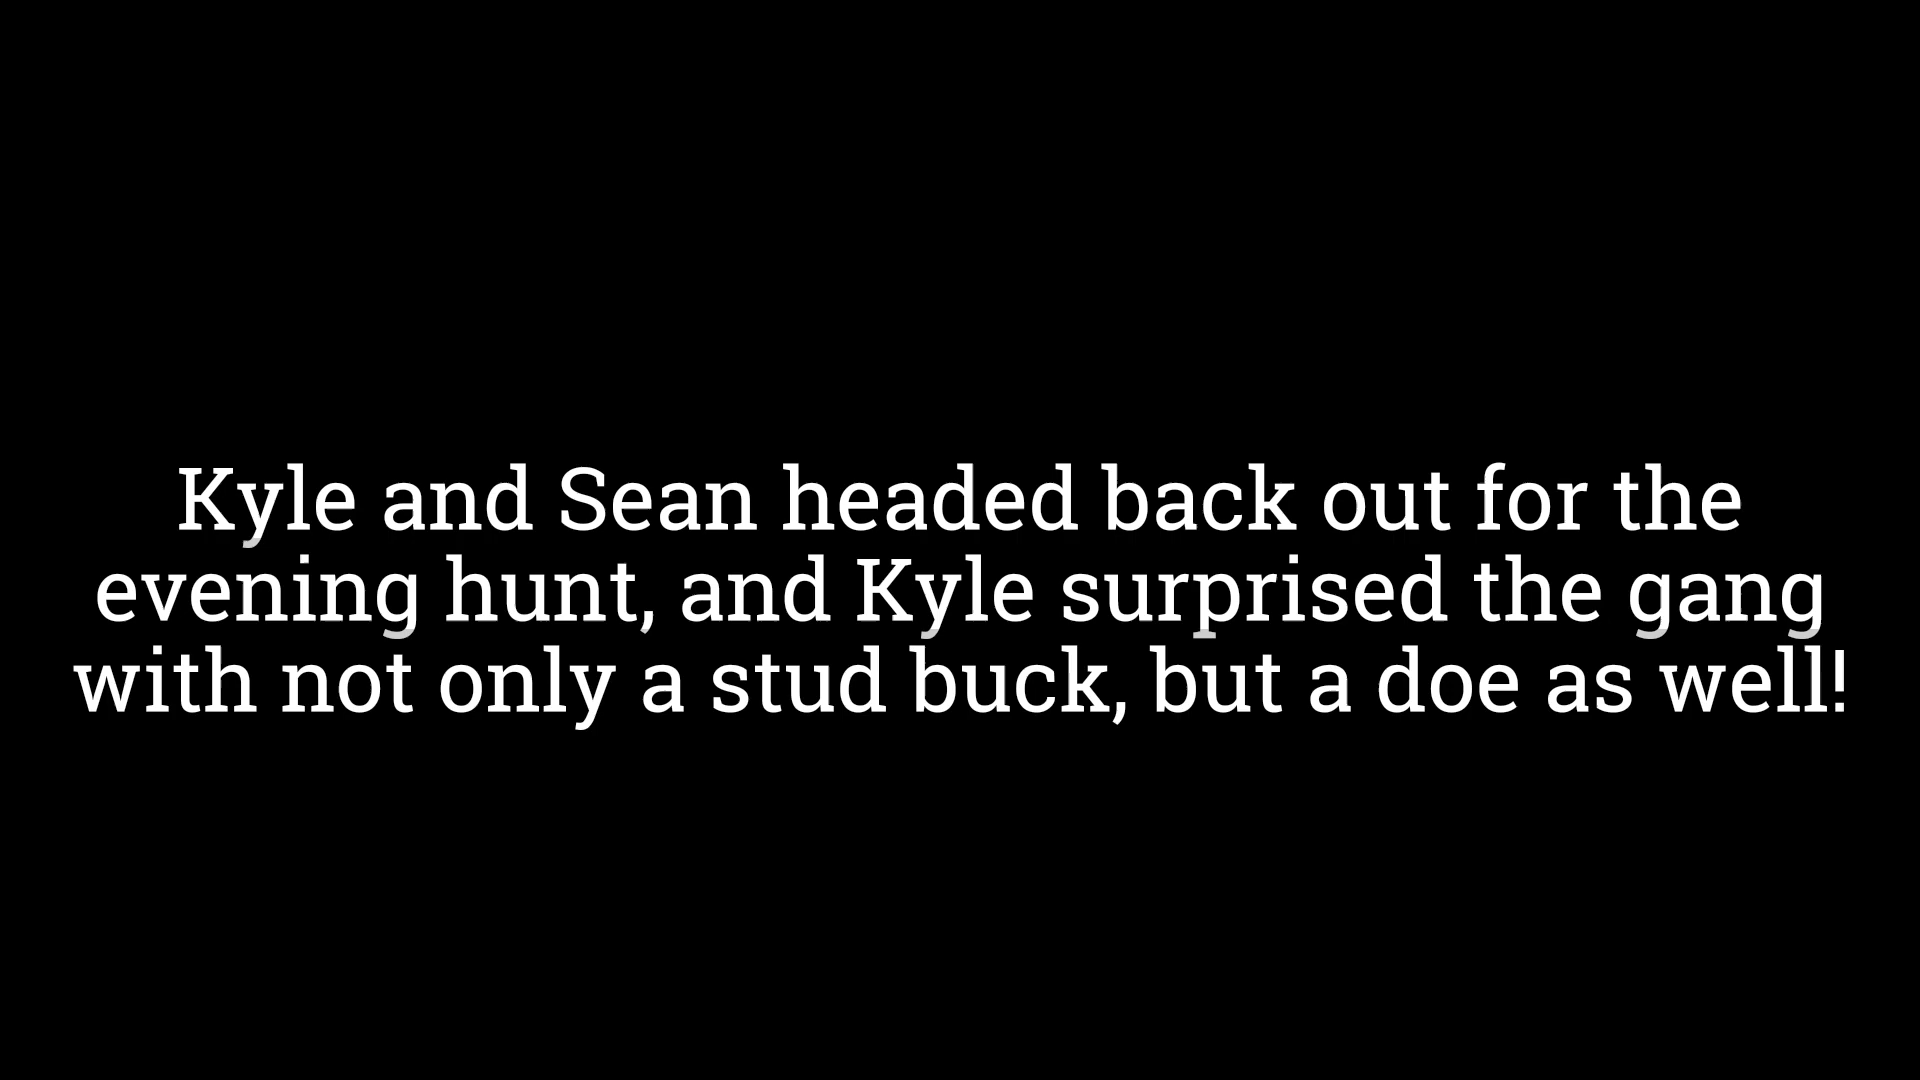 Kyle and Sean headed back out for the
evening hunt, and Kyle surprised the gang
with not only a stud buck, but a doe as well!